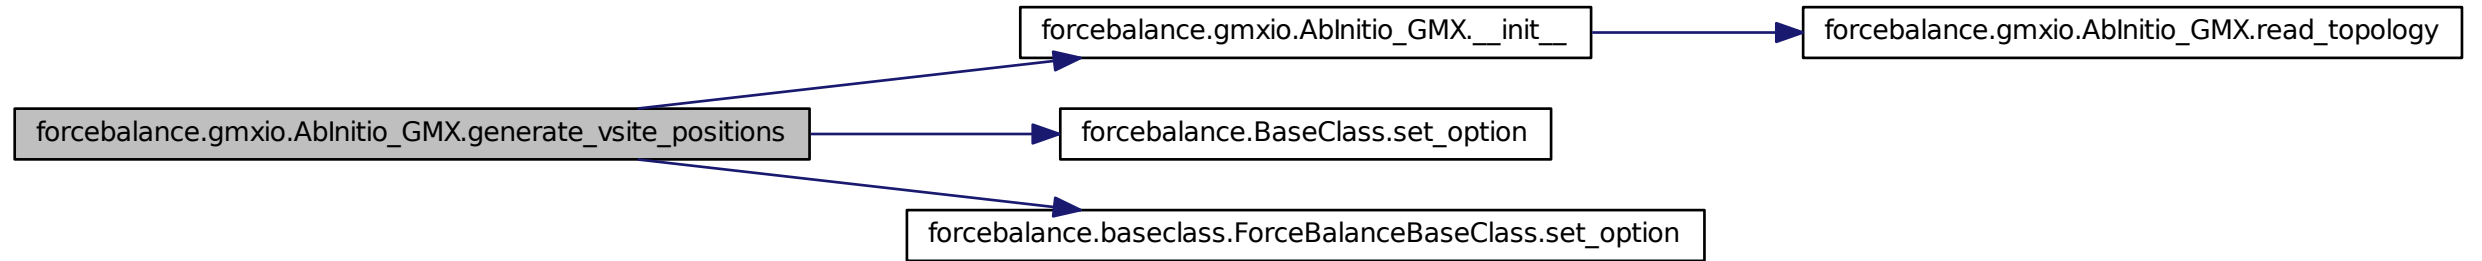 forcebalance.gmxio.AbInitio_GMX.__init__
forcebalance.gmxio.AbInitio_GMX.read_topology
forcebalance.gmxio.AbInitio_GMX.generate_vsite_positions
forcebalance.BaseClass.set_option
forcebalance.baseclass.ForceBalanceBaseClass.set_option